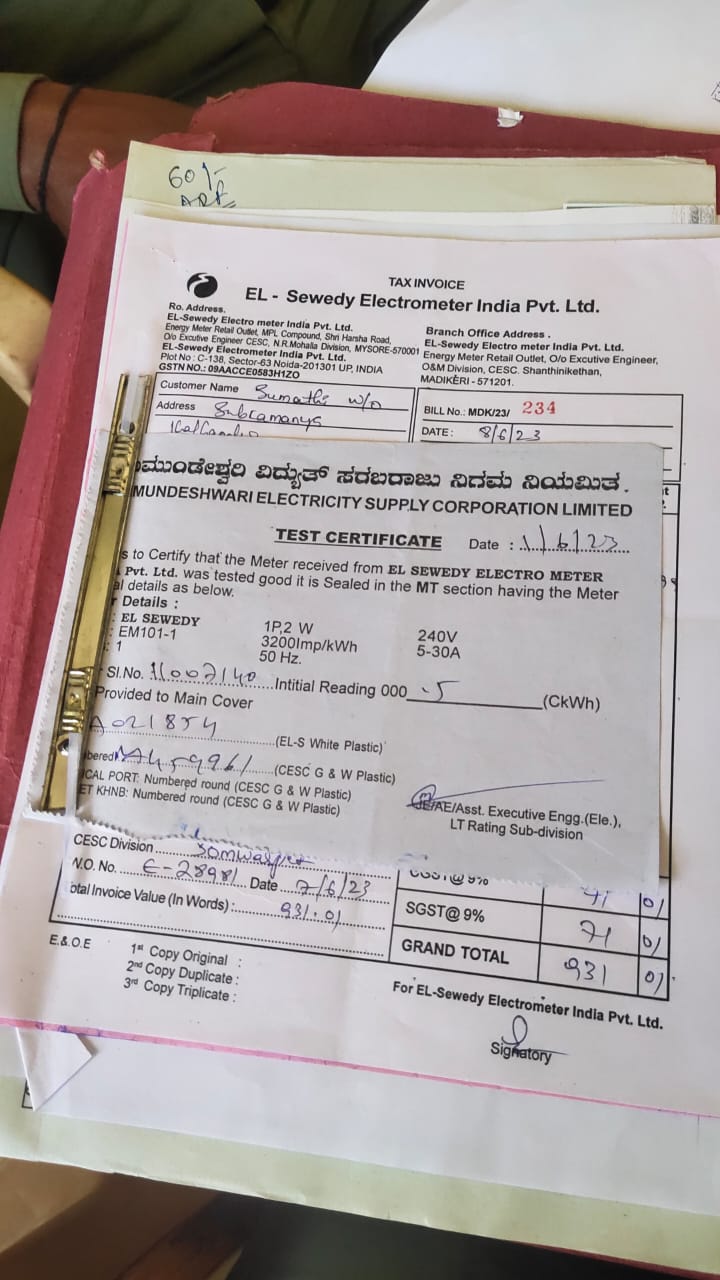 60/-
TAX INVOICE
EL - Sewedy Electrometer India Pvt. Ltd.
Ro. Address.
EL-Sewedy Electro meter India Pvt. Ltd.
Energy Meter Retail Outlet, MPL Compound, Shri Harsha Road,
O/o Excutive Engineer CESC, N.R.Mohalla Division, MYSORE-570001
EL-Sewedy Electrometer India Pvt. Ltd.
Plot No : C-138, Sector-63 Noida-201301 UP, INDIA
GSTN NO.: 09AACCE0583H1ZO
Branch Office Address .
EL-Sewedy Electro meter India Pvt. Ltd.
Energy Meter Retail Outlet, O/o Excutive Engineer,
O&M Division, CESC. Shanthinikethan,
MADIKERI - 571201.
Customer Name Sumathi w/o
Address Subramanya
BILL No.: MDK/23/ 234
DATE : 8/6/23
ಮುಂಡೇಶ್ವರಿ ವಿದ್ಯುತ್ ಸರಬರಾಜು ನಿಗಮ ನಿಯಮಿತ.
MUNDESHWARI ELECTRICITY SUPPLY CORPORATION LIMITED
TEST CERTIFICATE Date : 1/6/23
s to Certify that the Meter received from EL SEWEDY ELECTRO METER
Pvt. Ltd. was tested good it is Sealed in the MT section having the Meter
al details as below.
r Details :
: EL SEWEDY 1P,2 W 240V
: EM101-1 3200Imp/kWh 5-30A
: 1 50 Hz.
Sl.No. 11007140 Intitial Reading 000 .5 (CkWh)
Provided to Main Cover
A021854 (EL-S White Plastic)
bered (CESC G & W Plastic)
ICAL PORT: Numbered round (CESC G & W Plastic)
ET KHNB: Numbered round (CESC G & W Plastic)
JE/AE/Asst. Executive Engg.(Ele.),
LT Rating Sub-division
CESC Division Somwarpet
N.O. No. E-28981 Date 7/6/23
otal Invoice Value (In Words) : 931.01
CGST@ 9% 71 01
SGST@ 9% 71 01
GRAND TOTAL 931 01
E.& O.E
1st Copy Original :
2nd Copy Duplicate :
3rd Copy Triplicate :
For EL-Sewedy Electrometer India Pvt. Ltd.
Signatory